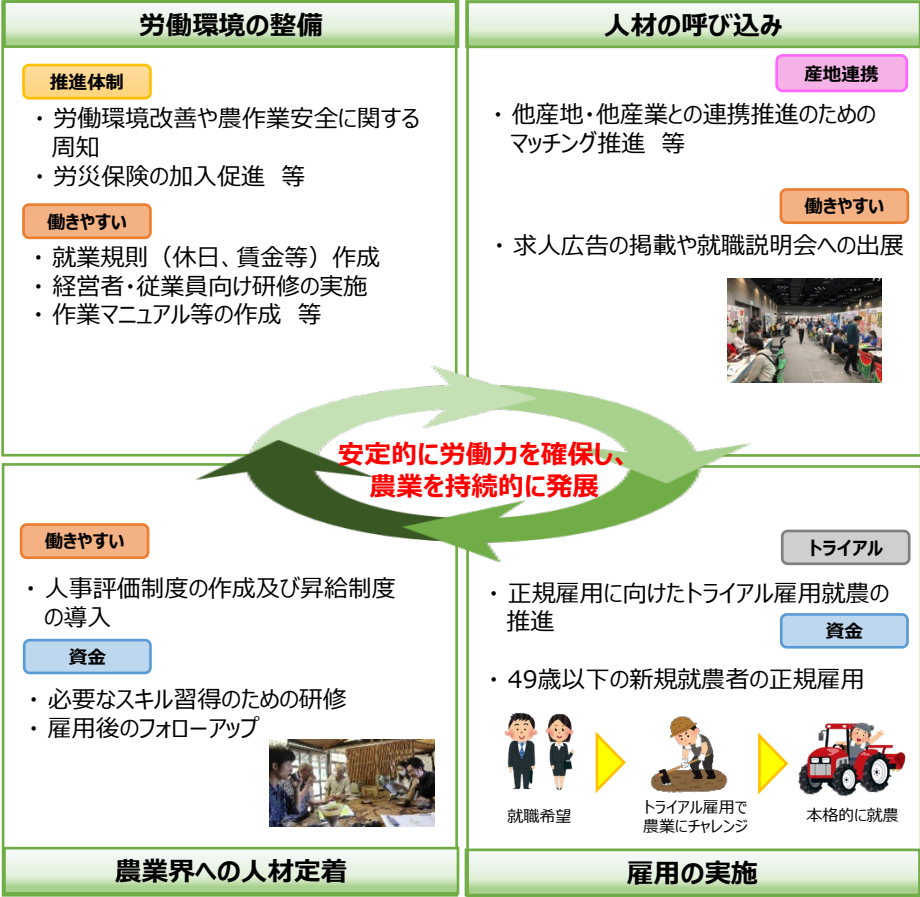 労働環境の整備
推進体制
・労働環境改善や農作業安全に関する
周知
・労災保険の加入促進　等
働きやすい
・就業規則（休日、賃金等）作成
・経営者・従業員向け研修の実施
・作業マニュアル等の作成　等
人材の呼び込み
産地連携
・他産地・他産業との連携推進のための
マッチング推進　等
働きやすい
・求人広告の掲載や就職説明会への出展
安定的に労働力を確保し、
農業を持続的に発展
働きやすい
・人事評価制度の作成及び昇給制度
の導入
資金
・必要なスキル習得のための研修
・雇用後のフォローアップ
農業界への人材定着
トライアル
・正規雇用に向けたトライアル雇用就農の
推進
資金
・49歳以下の新規就農者の正規雇用
就職希望
トライアル雇用で
農業にチャレンジ
本格的に就農
雇用の実施